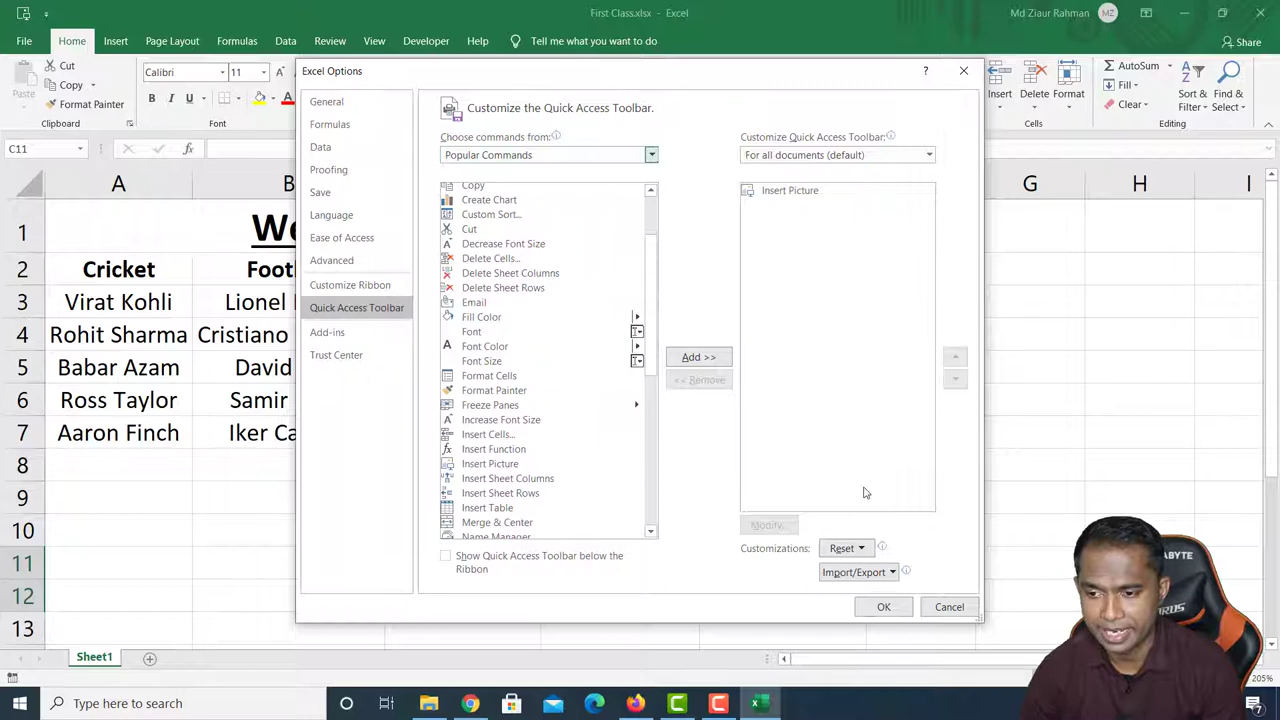 First Class.xlsx - Excel
Md Ziaur Rahman
MZ
File
Home
Insert
Page Layout
Formulas
Data
Review
View
Developer
Help
Tell me what you want to do
Share
Cut
Copy
Paste
Format Painter
Clipboard
Calibri
11
B I U
Font
Insert
Delete
Format
Cells
AutoSum
Fill
Clear
Sort &
Filter
Find &
Select
Editing
C11
fx
A
B
G
H
I
1
2 Cricket
3 Virat Kohli
4 Rohit Sharma Cristiano
5 Babar Azam David
6 Ross Taylor Samir
7 Aaron Finch
8
9
10
11
12
13
Sheet1
205%
Excel Options
?
General
Formulas
Data
Proofing
Save
Language
Ease of Access
Advanced
Customize Ribbon
Quick Access Toolbar
Add-ins
Trust Center
Customize the Quick Access Toolbar.
Choose commands from:
Popular Commands
Copy
Create Chart
Custom Sort...
Cut
Decrease Font Size
Delete Cells...
Delete Sheet Columns
Delete Sheet Rows
Email
Fill Color
Font
Font Color
Font Size
Format Cells
Format Painter
Freeze Panes
Increase Font Size
Insert Cells...
Insert Function
Insert Picture
Insert Sheet Columns
Insert Sheet Rows
Insert Table
Merge & Center
Name Manager
Show Quick Access Toolbar below the
Ribbon
Add >>
<< Remove
Customize Quick Access Toolbar:
For all documents (default)
Insert Picture
Modify...
Customizations:
Reset
Import/Export
OK
Cancel
Type here to search